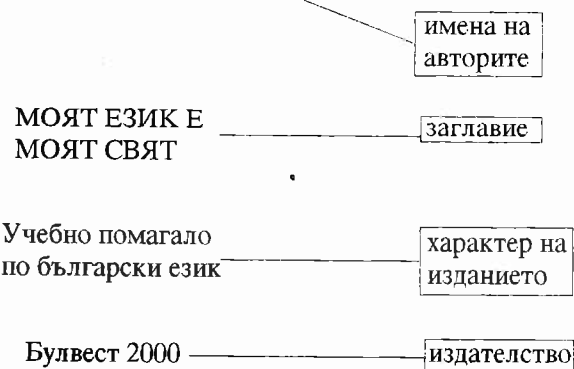 имена на
авторите
МОЯТ ЕЗИК Е
МОЯТ СВЯТ
заглавие
Учебно помагало
по български език
характер на
изданието
Булвест 2000
издателство